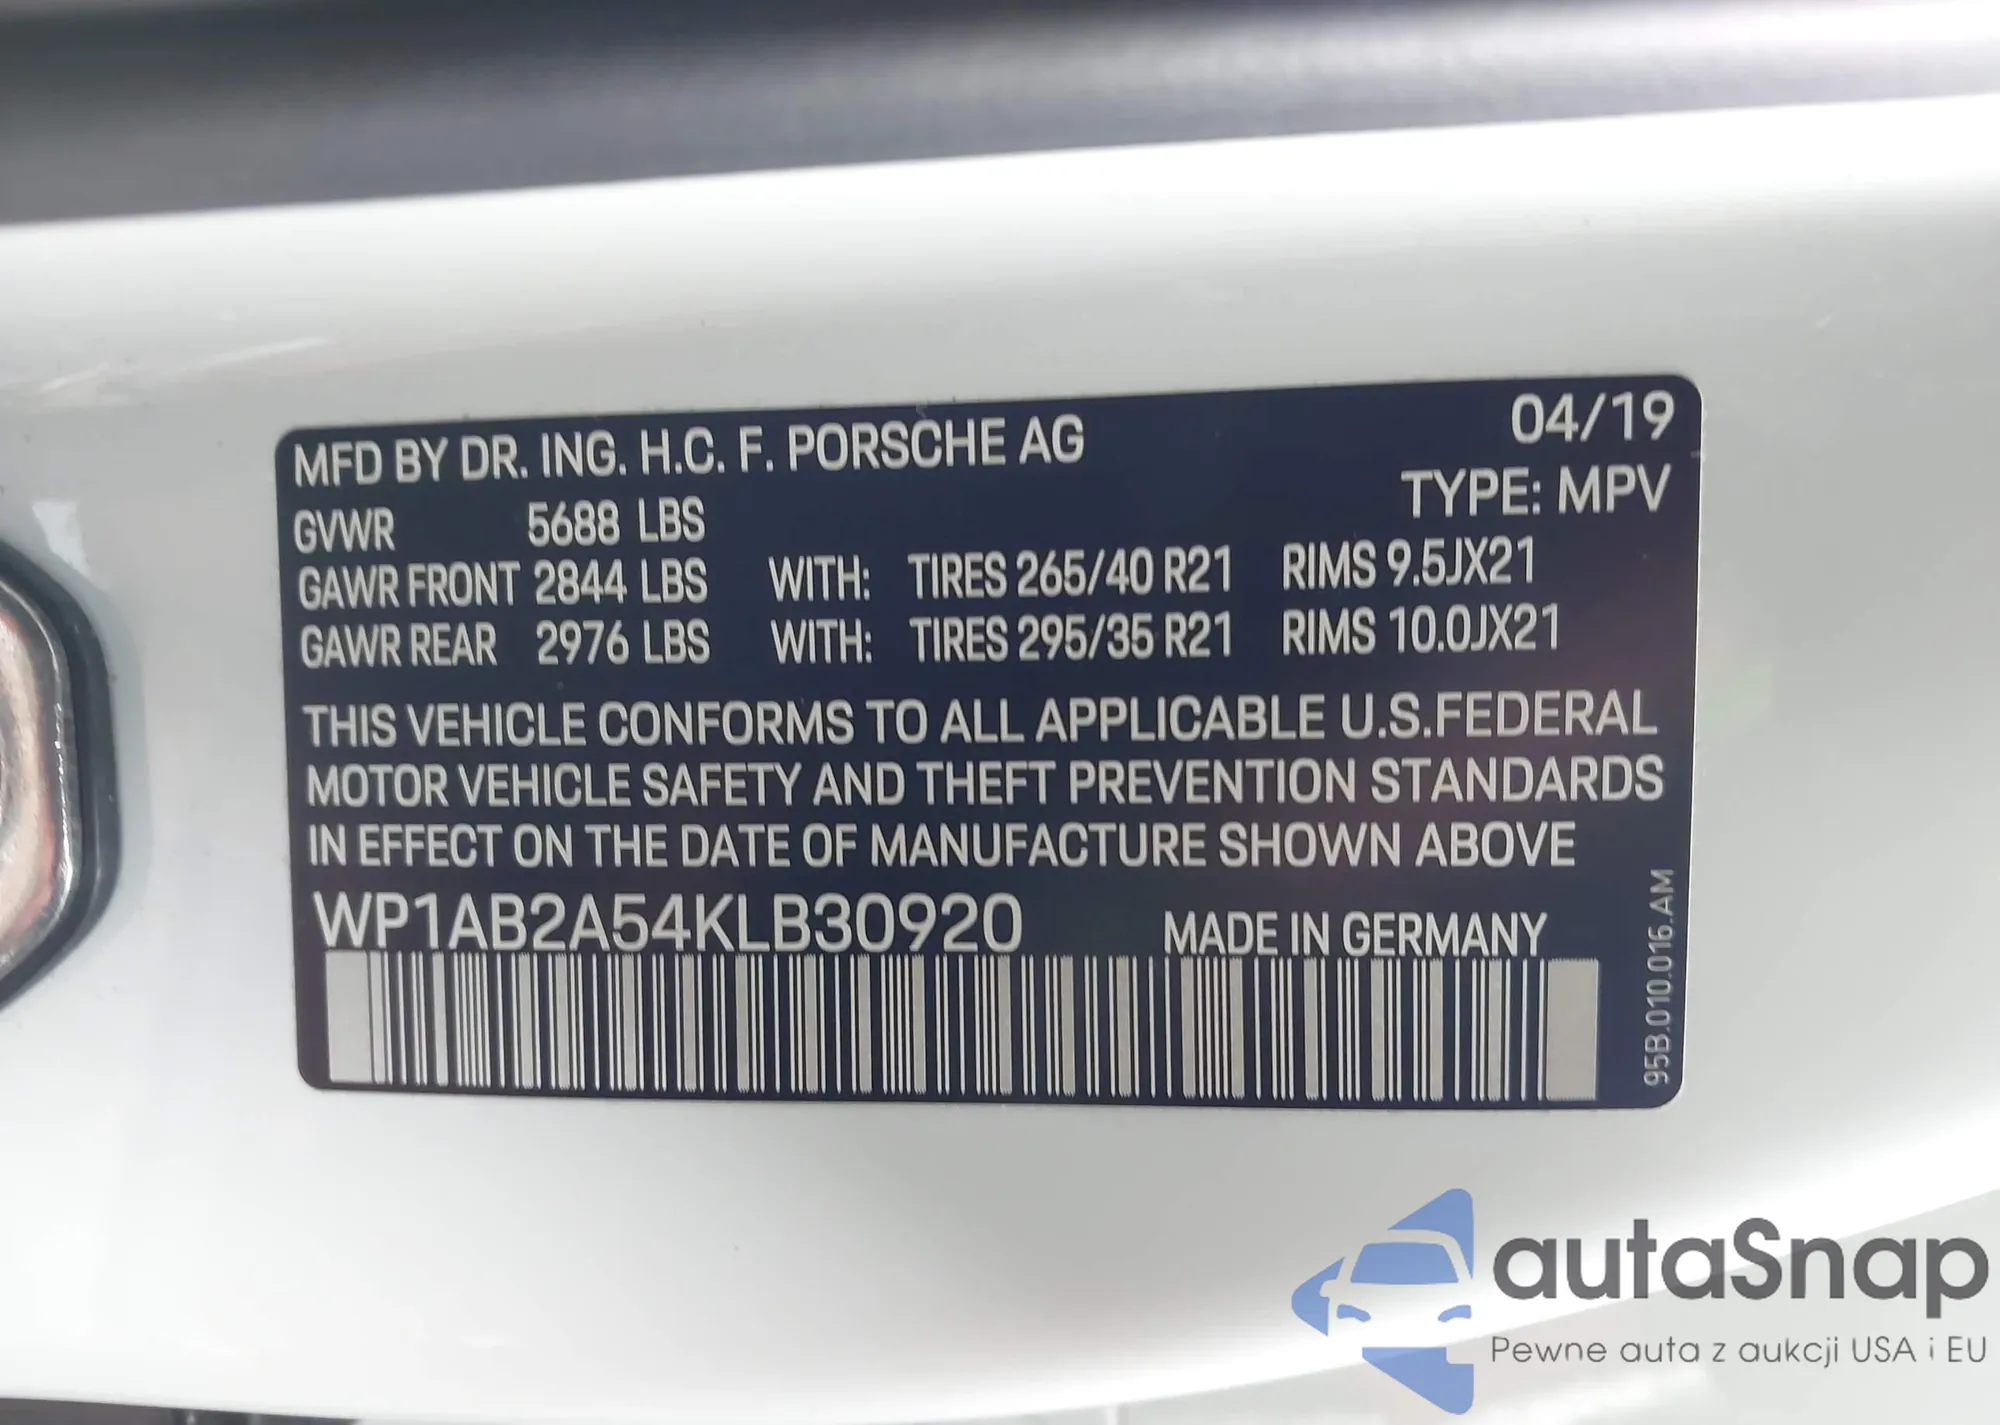 MFD BY DR. ING. H.C. F. PORSCHE AG 04/19
TYPE: MPV
GVWR 5688 LBS
GAWR FRONT 2844 LBS WITH: TIRES 265/40 R21 RIMS 9.5JX21
GAWR REAR 2976 LBS WITH: TIRES 295/35 R21 RIMS 10.0JX21
THIS VEHICLE CONFORMS TO ALL APPLICABLE U.S.FEDERAL
MOTOR VEHICLE SAFETY AND THEFT PREVENTION STANDARDS
IN EFFECT ON THE DATE OF MANUFACTURE SHOWN ABOVE
WP1AB2A54KLB30920 MADE IN GERMANY
95B.010.016.AM
autaSnap
Pewne auta z aukcji USA i EU